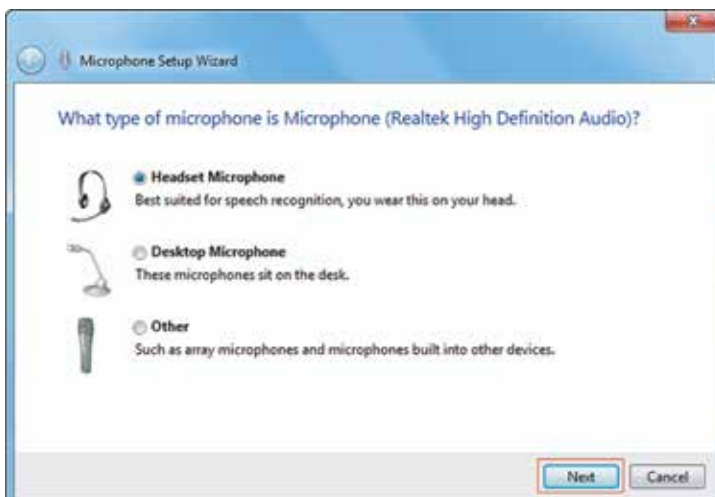 Microphone Setup Wizard
What type of microphone is Microphone (Realtek High Definition Audio)?
Headset Microphone
Best suited for speech recognition, you wear this on your head.
Desktop Microphone
These microphones sit on the desk.
Other
Such as array microphones and microphones built into other devices.
Next Cancel